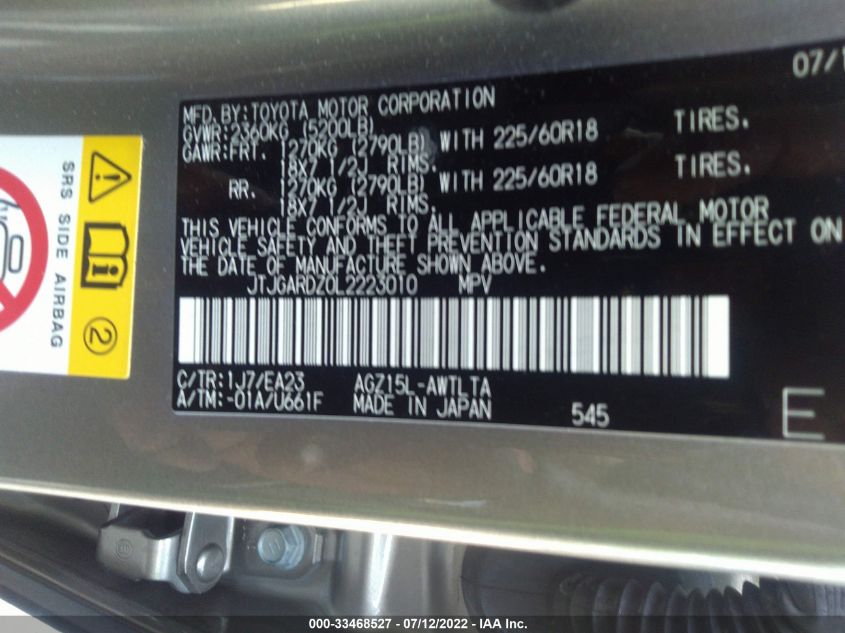 07/1
MFD. BY:TOYOTA MOTOR CORPORATION
GVWR:2360KG (5200LB)
GAWR:FRT. 1270KG (2790LB) WITH 225/60R18 TIRES.
18X7 1/2J RIMS.
RR. 1270KG (2790LB) WITH 225/60R18 TIRES.
18X7 1/2J RIMS.
THIS VEHICLE CONFORMS TO ALL APPLICABLE FEDERAL MOTOR
VEHICLE SAFETY AND THEFT PREVENTION STANDARDS IN EFFECT ON
THE DATE OF MANUFACTURE SHOWN ABOVE.
JTJGARDZ0L2223010 MPV
C/TR:1J7/EA23 AGZ15L-AWTLTA
A/TM:-01A/U661F MADE IN JAPAN 545 E
SRS SIDE AIRBAG
2
000-33468527 - 07/12/2022 - IAA Inc.